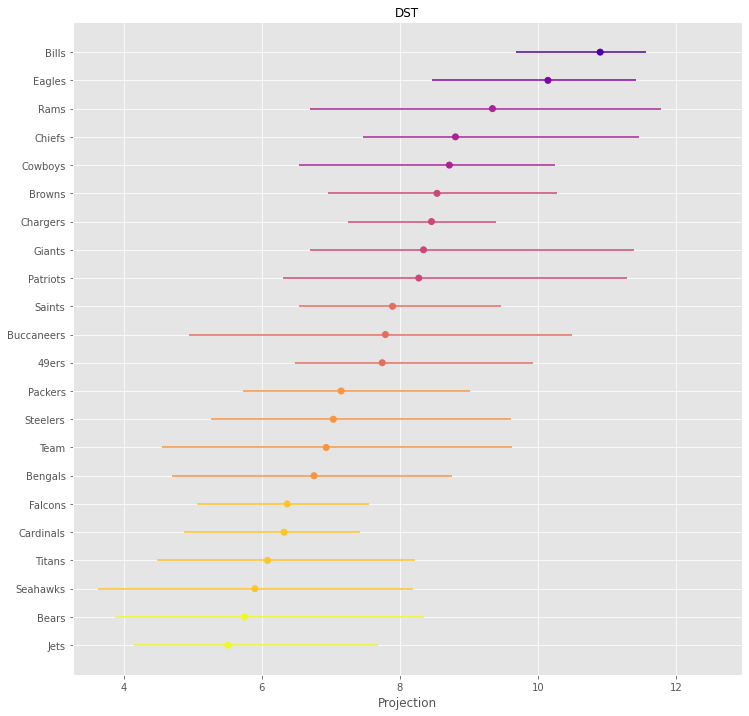 DST
Bills
Eagles
Rams
Chiefs
Cowboys
Browns
Chargers
Giants
Patriots
Saints
Buccaneers
49ers
Packers
Steelers
Team
Bengals
Falcons
Cardinals
Titans
Seahawks
Bears
Jets
4 6 8 10 12
Projection